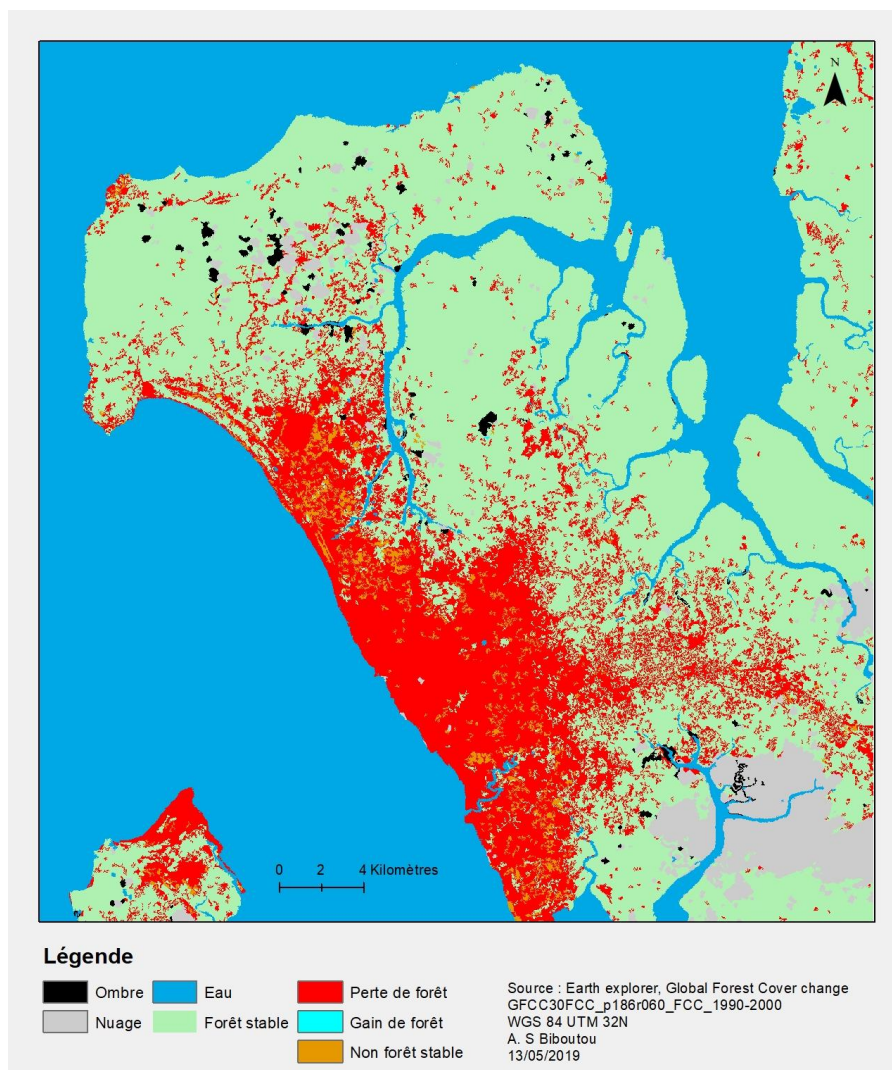 N
0 2 4 Kilomètres
Légende
Ombre
Eau
Perte de forêt
Nuage
Forêt stable
Gain de forêt
Non forêt stable
Source : Earth explorer, Global Forest Cover change
GFCC30FCC_p186r060_FCC_1990-2000
WGS 84 UTM 32N
A. S Biboutou
13/05/2019